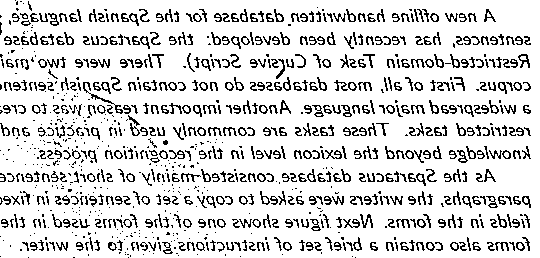 A new offline handwritten database for the Spanish language,
sentences, has recently been developed: the Spartacus database
Restricted-domain Task of Cursive Script). There were two
corpus. First of all, most databases do not contain Spanish
a widespread major language. Another important reason was to
restricted tasks. These tasks are commonly used in practice and
knowledge beyond the lexicon level in the recognition process.
As the Spartacus database consisted mainly of short
paragraphs, the writers were asked to copy a set of sentences in
fields in the forms. Next figure shows one of the forms used in the
forms also contain a brief set of instructions given to the writer.